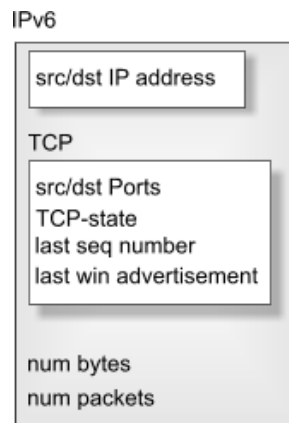 IPv6
src/dst IP address
TCP
src/dst Ports
TCP-state
last seq number
last win advertisement
num bytes
num packets